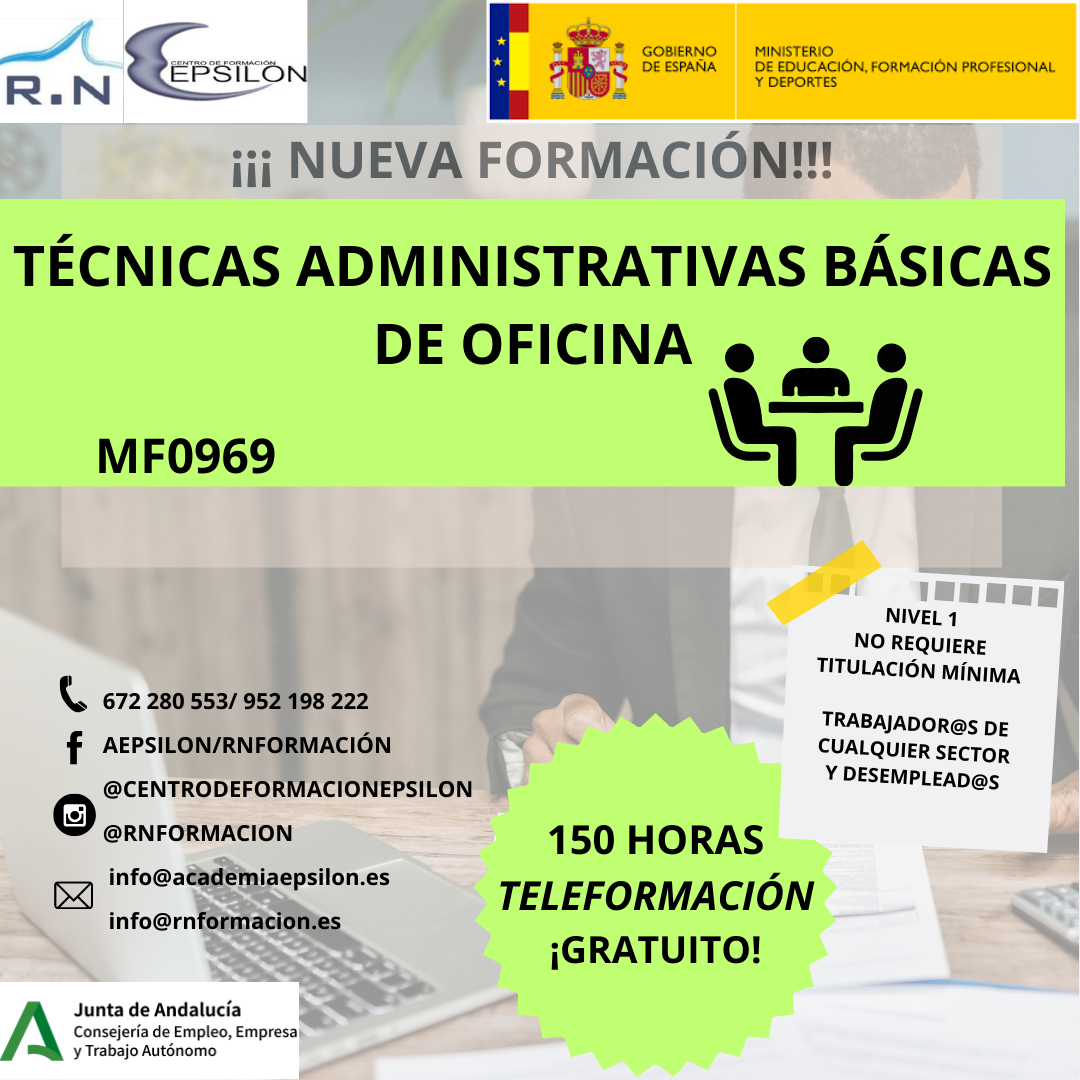 R.N
CENTRO DE FORMACIÓN
EPSILON
GOBIERNO
DE ESPAÑA
MINISTERIO
DE EDUCACIÓN, FORMACIÓN PROFESIONAL
Y DEPORTES
¡¡¡ NUEVA FORMACIÓN!!!
TÉCNICAS ADMINISTRATIVAS BÁSICAS
DE OFICINA
MF0969
NIVEL 1
NO REQUIERE
TITULACIÓN MÍNIMA
TRABAJADOR@S DE
CUALQUIER SECTOR
Y DESEMPLEAD@S
672 280 553/ 952 198 222
AEPSILON/RNFORMACIÓN
@CENTRODEFORMACIONEPSILON
@RNFORMACION
info@academiaepsilon.es
info@rnformacion.es
150 HORAS
TELEFORMACIÓN
¡GRATUITO!
Junta de Andalucía
Consejería de Empleo, Empresa
y Trabajo Autónomo